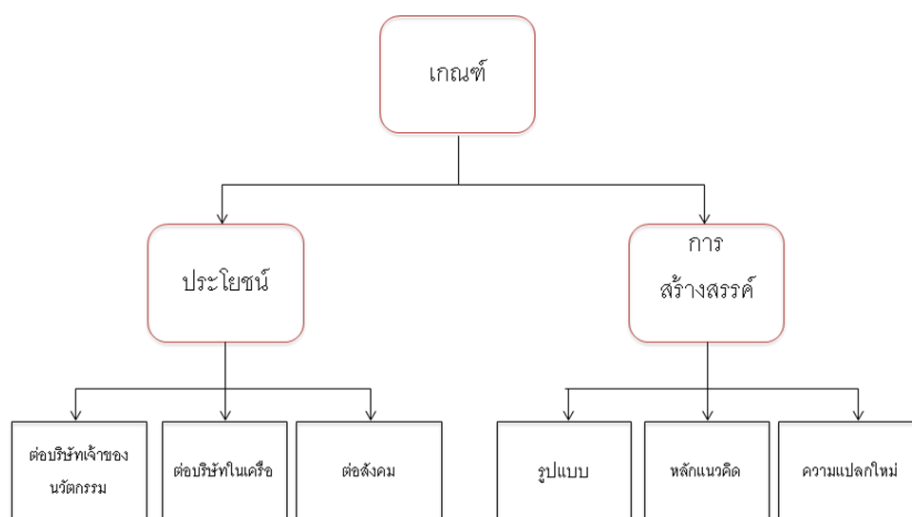 เกณฑ์
ประโยชน์
การ
สร้างสรรค์
ต่อบริษัทเจ้าของ
นวัตกรรม
ต่อบริษัทในเครือ
ต่อสังคม
รูปแบบ
หลักแนวคิด
ความแปลกใหม่